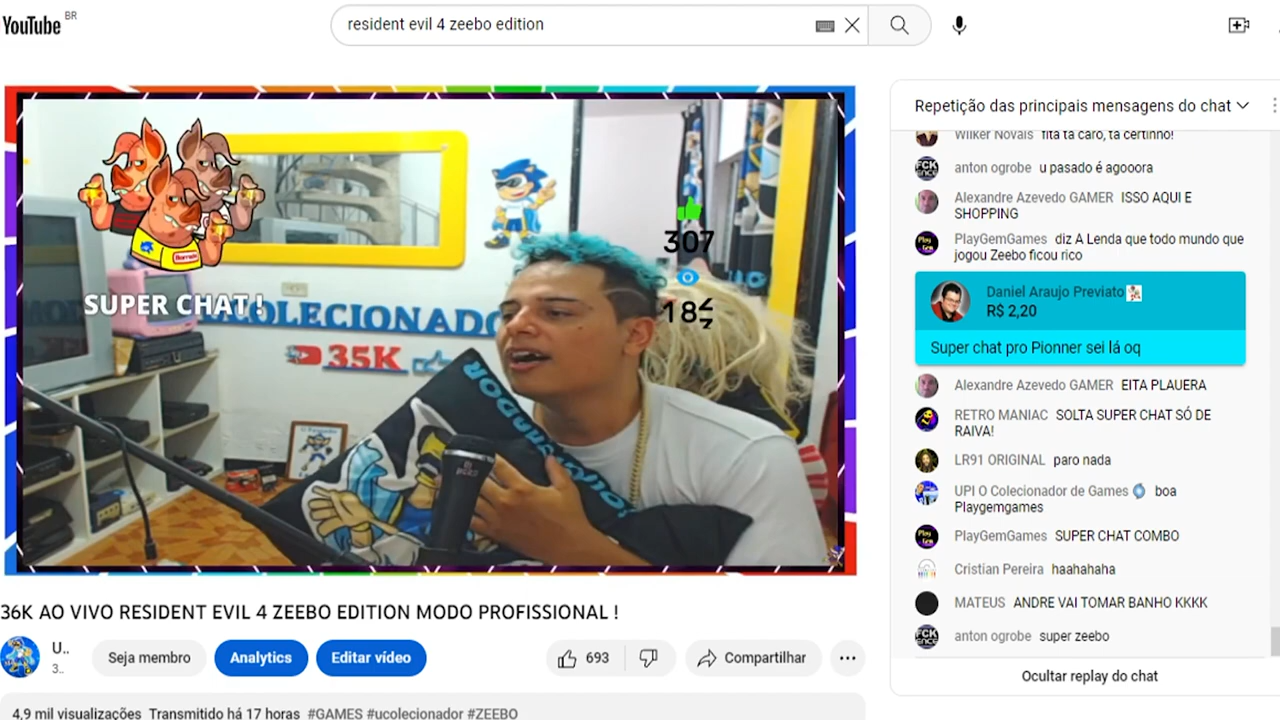 YouTube BR
resident evil 4 zeebo edition
SUPER CHAT !
307
COLECIONADO
35K
36K AO VIVO RESIDENT EVIL 4 ZEEBO EDITION MODO PROFISSIONAL !
U..
3..
Seja membro
Analytics
Editar vídeo
693
Compartilhar
4,9 mil visualizações Transmitido há 17 horas #GAMES #ucolecionador #ZEEBO
Repetição das principais mensagens do chat
Wilker Novais fita tá caro, tá certinho!
anton ogrobe u pasado é agooora
Alexandre Azevedo GAMER ISSO AQUI E
SHOPPING
PlayGemGames diz A Lenda que todo mundo que
jogou Zeebo ficou rico
Daniel Araujo Previato
R$ 2,20
Super chat pro Pionner sei lá oq
Alexandre Azevedo GAMER EITA PLAUERA
RETRO MANIAC SOLTA SUPER CHAT SÓ DE
RAIVA!
LR91 ORIGINAL paro nada
UPI O Colecionador de Games boa
Playgemgames
PlayGemGames SUPER CHAT COMBO
Cristian Pereira haahahaha
MATEUS ANDRE VAI TOMAR BANHO KKKK
anton ogrobe super zeebo
Ocultar replay do chat